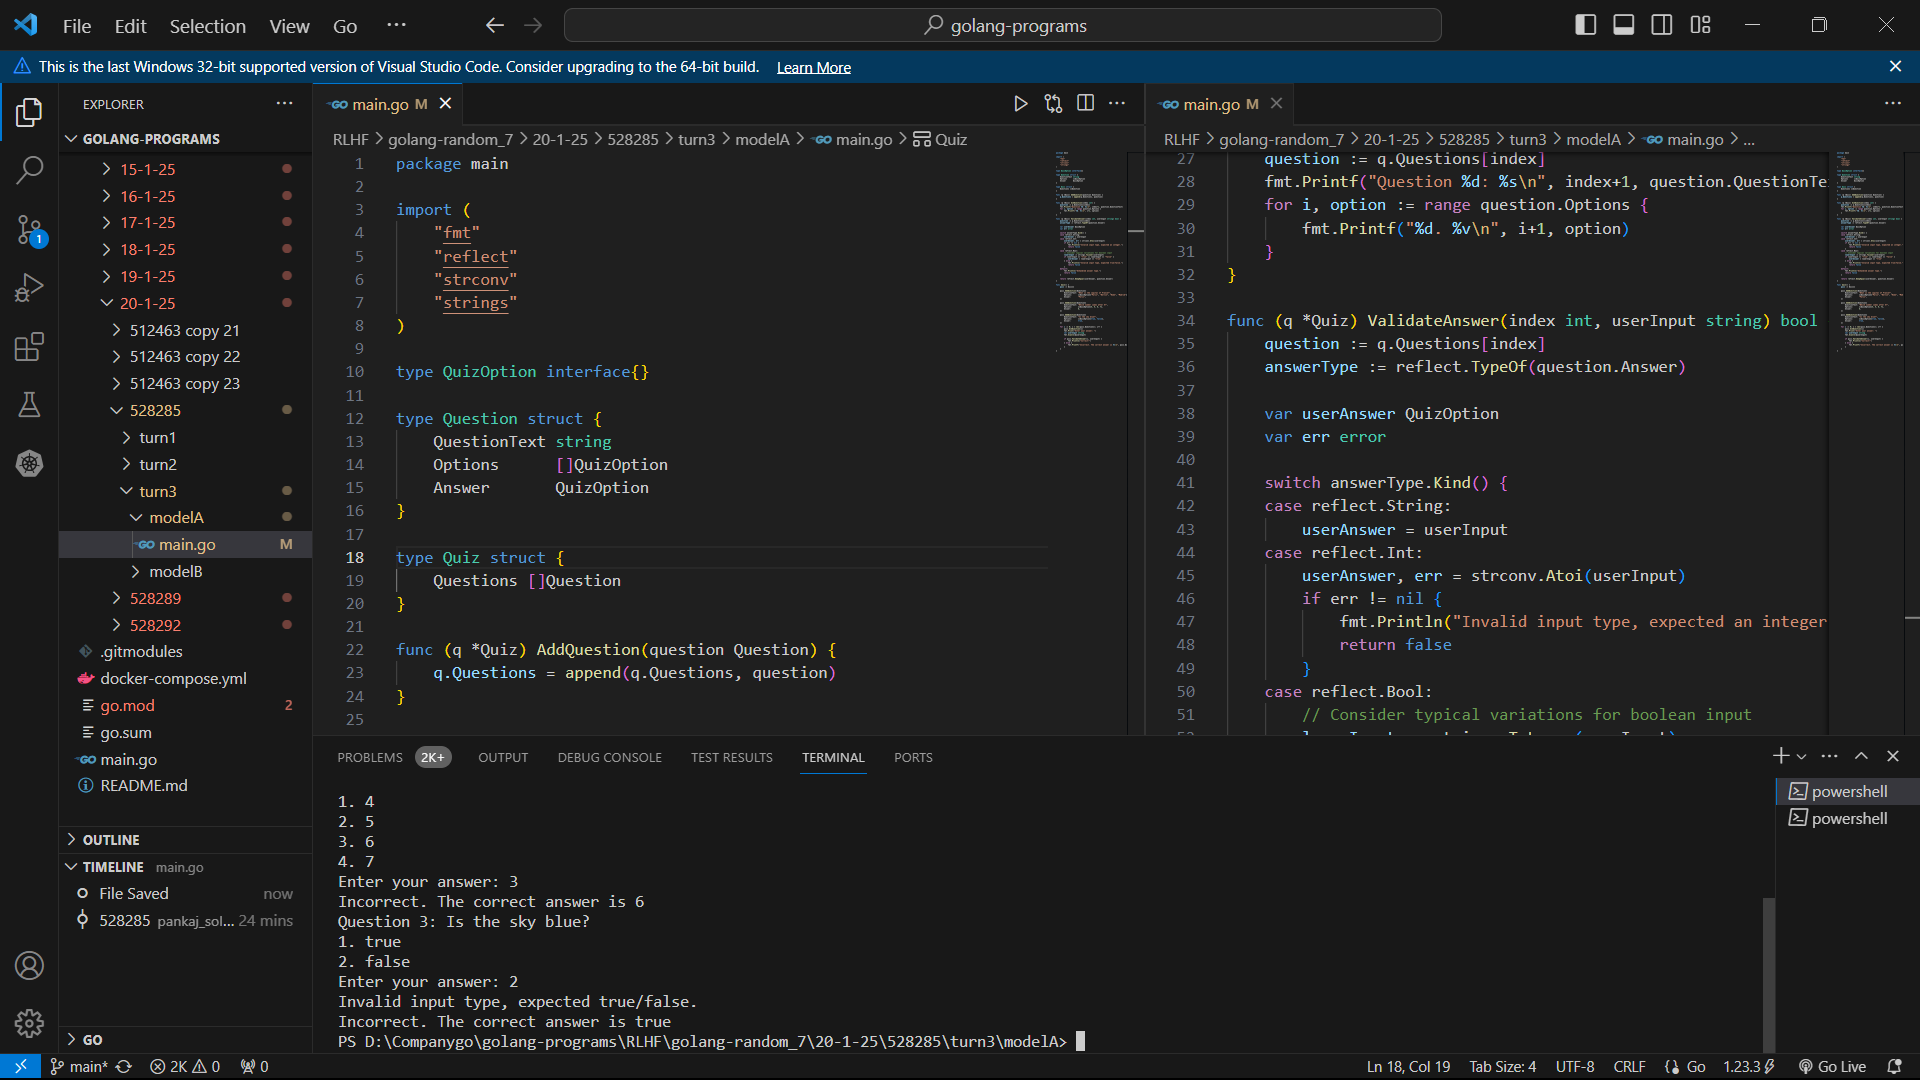 File Edit Selection View Go ···
golang-programs
This is the last Windows 32-bit supported version of Visual Studio Code. Consider upgrading to the 64-bit build. Learn More
EXPLORER
GOLANG-PROGRAMS
15-1-25
16-1-25
17-1-25
18-1-25
19-1-25
20-1-25
512463 copy 21
512463 copy 22
512463 copy 23
528285
turn1
turn2
turn3
modelA
GO main.go M
modelB
528289
528292
.gitmodules
docker-compose.yml
go.mod 2
go.sum
GO main.go
README.md
OUTLINE
TIMELINE main.go
File Saved now
528285 pankaj_sol... 24 mins
GO
1
GO main.go M
RLHF > golang-random_7 > 20-1-25 > 528285 > turn3 > modelA > GO main.go > Quiz
1 package main
2
3 import (
4 "fmt"
5 "reflect"
6 "strconv"
7 "strings"
8 )
9
10 type QuizOption interface{}
11
12 type Question struct {
13 QuestionText string
14 Options []QuizOption
15 Answer QuizOption
16 }
17
18 type Quiz struct {
19 Questions []Question
20 }
21
22 func (q *Quiz) AddQuestion(question Question) {
23 q.Questions = append(q.Questions, question)
24 }
25
GO main.go M
RLHF > golang-random_7 > 20-1-25 > 528285 > turn3 > modelA > GO main.go > ...
27 question := q.Questions[index]
28 fmt.Printf("Question %d: %s\n", index+1, question.QuestionTe
29 for i, option := range question.Options {
30 fmt.Printf("%d. %v\n", i+1, option)
31 }
32 }
33
34 func (q *Quiz) ValidateAnswer(index int, userInput string) bool
35 question := q.Questions[index]
36 answerType := reflect.TypeOf(question.Answer)
37
38 var userAnswer QuizOption
39 var err error
40
41 switch answerType.Kind() {
42 case reflect.String:
43 userAnswer = userInput
44 case reflect.Int:
45 userAnswer, err = strconv.Atoi(userInput)
46 if err != nil {
47 fmt.Println("Invalid input type, expected an integer
48 return false
49 }
50 case reflect.Bool:
51 // Consider typical variations for boolean input
PROBLEMS 2K+ OUTPUT DEBUG CONSOLE TEST RESULTS TERMINAL PORTS
1. 4
2. 5
3. 6
4. 7
Enter your answer: 3
Incorrect. The correct answer is 6
Question 3: Is the sky blue?
1. true
2. false
Enter your answer: 2
Invalid input type, expected true/false.
Incorrect. The correct answer is true
PS D:\Companygo\golang-programs\RLHF\golang-random_7\20-1-25\528285\turn3\modelA>
powershell
powershell
main* 2K 0 0 Ln 18, Col 19 Tab Size: 4 UTF-8 CRLF Go 1.23.3 Go Live